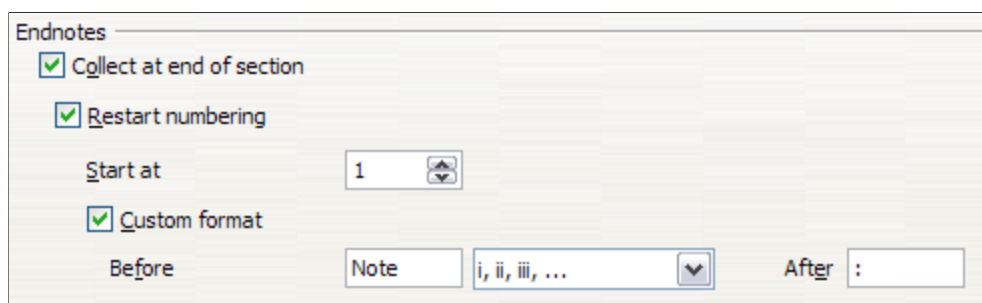 Endnotes
Collect at end of section
Restart numbering
Start at 1
Custom format
Before Note i, ii, iii, ... After :